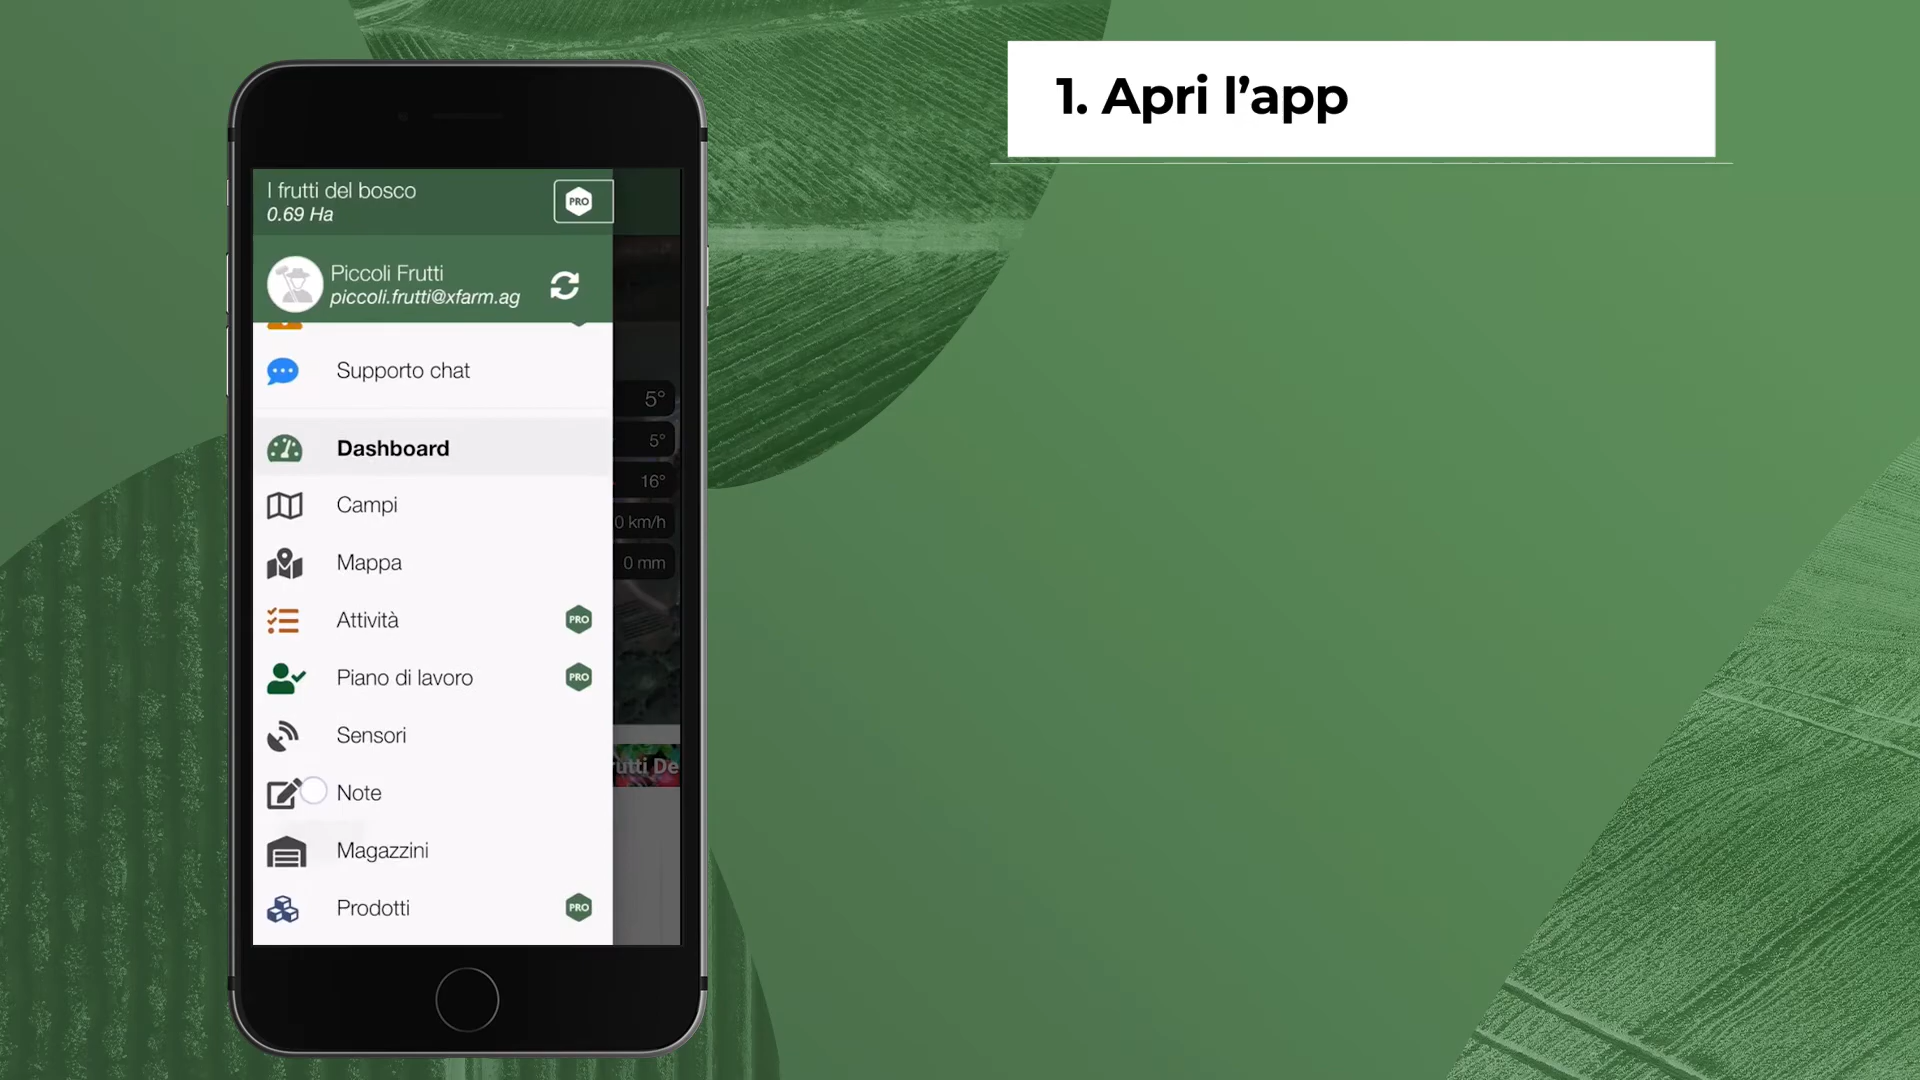 1. Apri l’app
I frutti del bosco
0.69 Ha
PRO
Piccoli Frutti
piccoli.frutti@xfarm.ag
Supporto chat
5°
Dashboard
5°
16°
Campi
0 km/h
Mappa
0 mm
Attività
PRO
Piano di lavoro
PRO
Sensori
utti De
Note
Magazzini
Prodotti
PRO